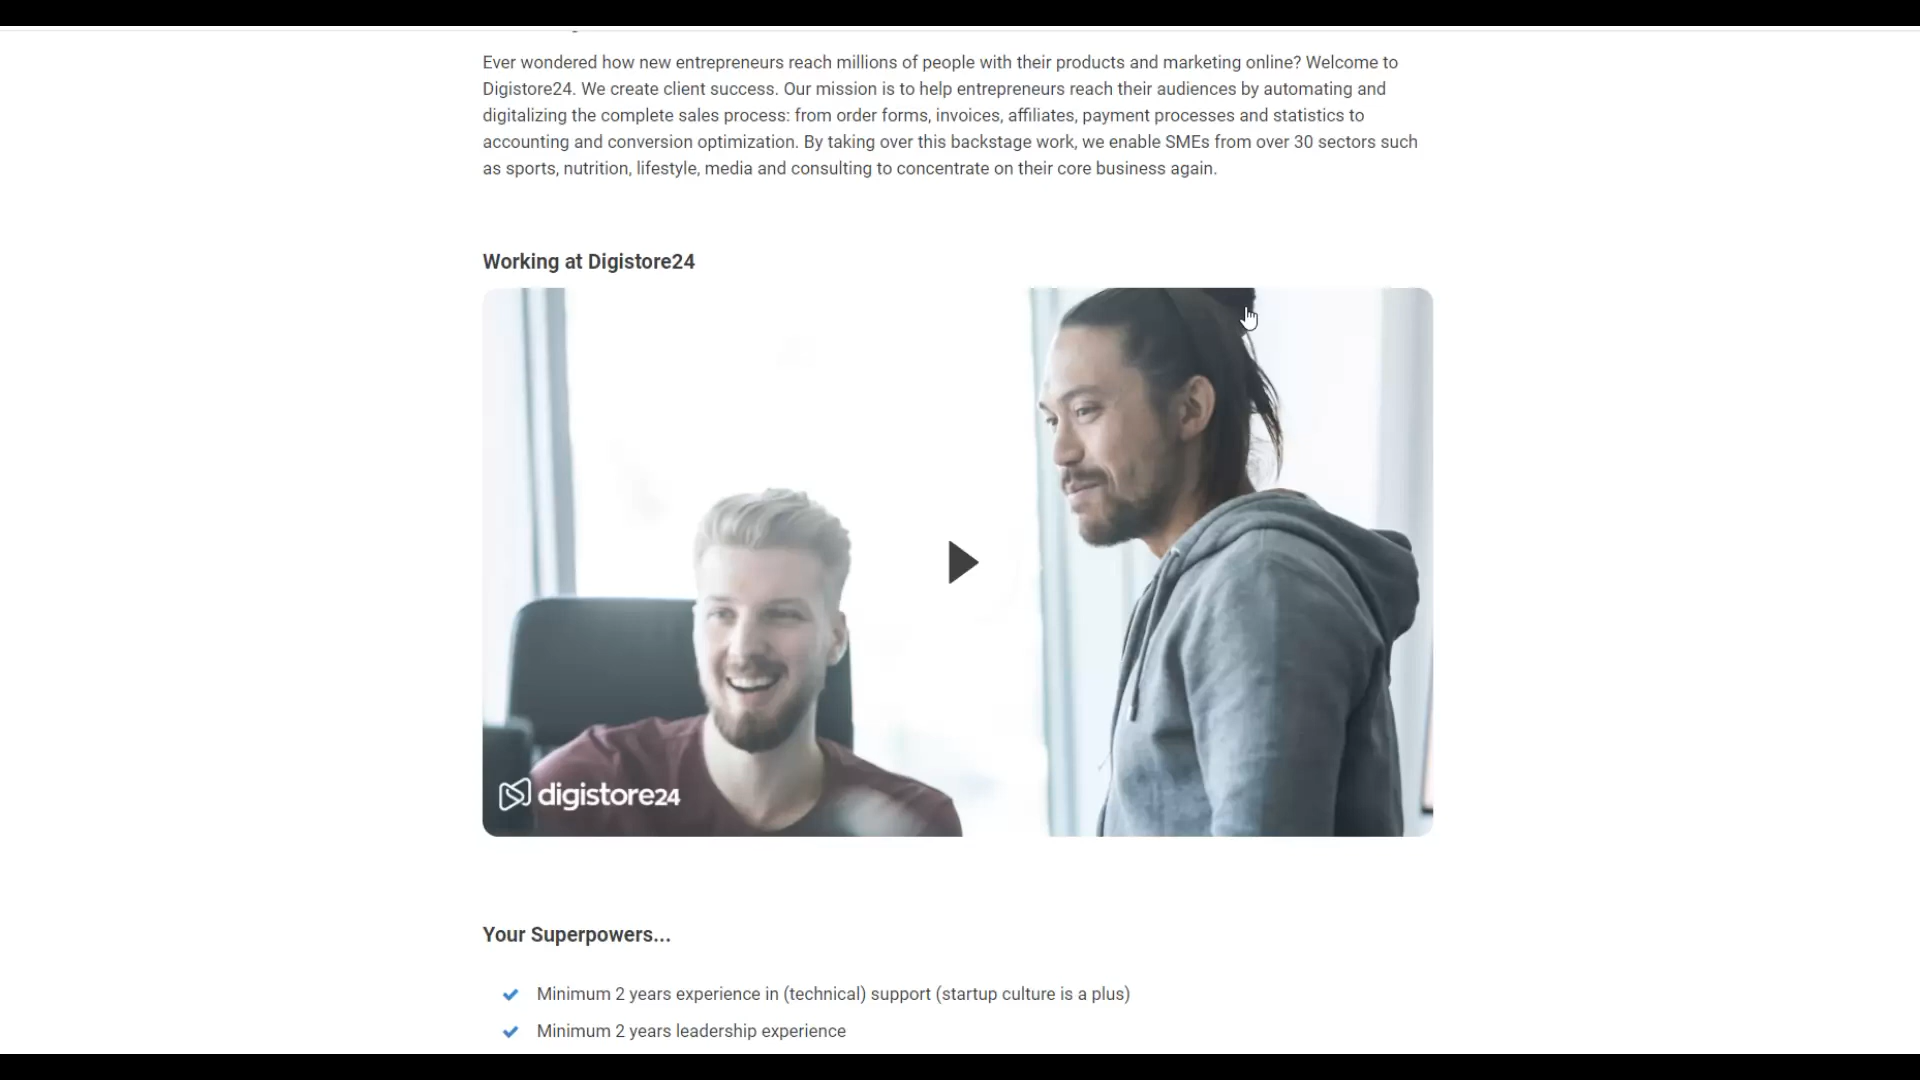 Ever wondered how new entrepreneurs reach millions of people with their products and marketing online? Welcome to
Digistore24. We create client success. Our mission is to help entrepreneurs reach their audiences by automating and
digitalizing the complete sales process: from order forms, invoices, affiliates, payment processes and statistics to
accounting and conversion optimization. By taking over this backstage work, we enable SMEs from over 30 sectors such
as sports, nutrition, lifestyle, media and consulting to concentrate on their core business again.
Working at Digistore24
digistore24
Your Superpowers...
Minimum 2 years experience in (technical) support (startup culture is a plus)
Minimum 2 years leadership experience